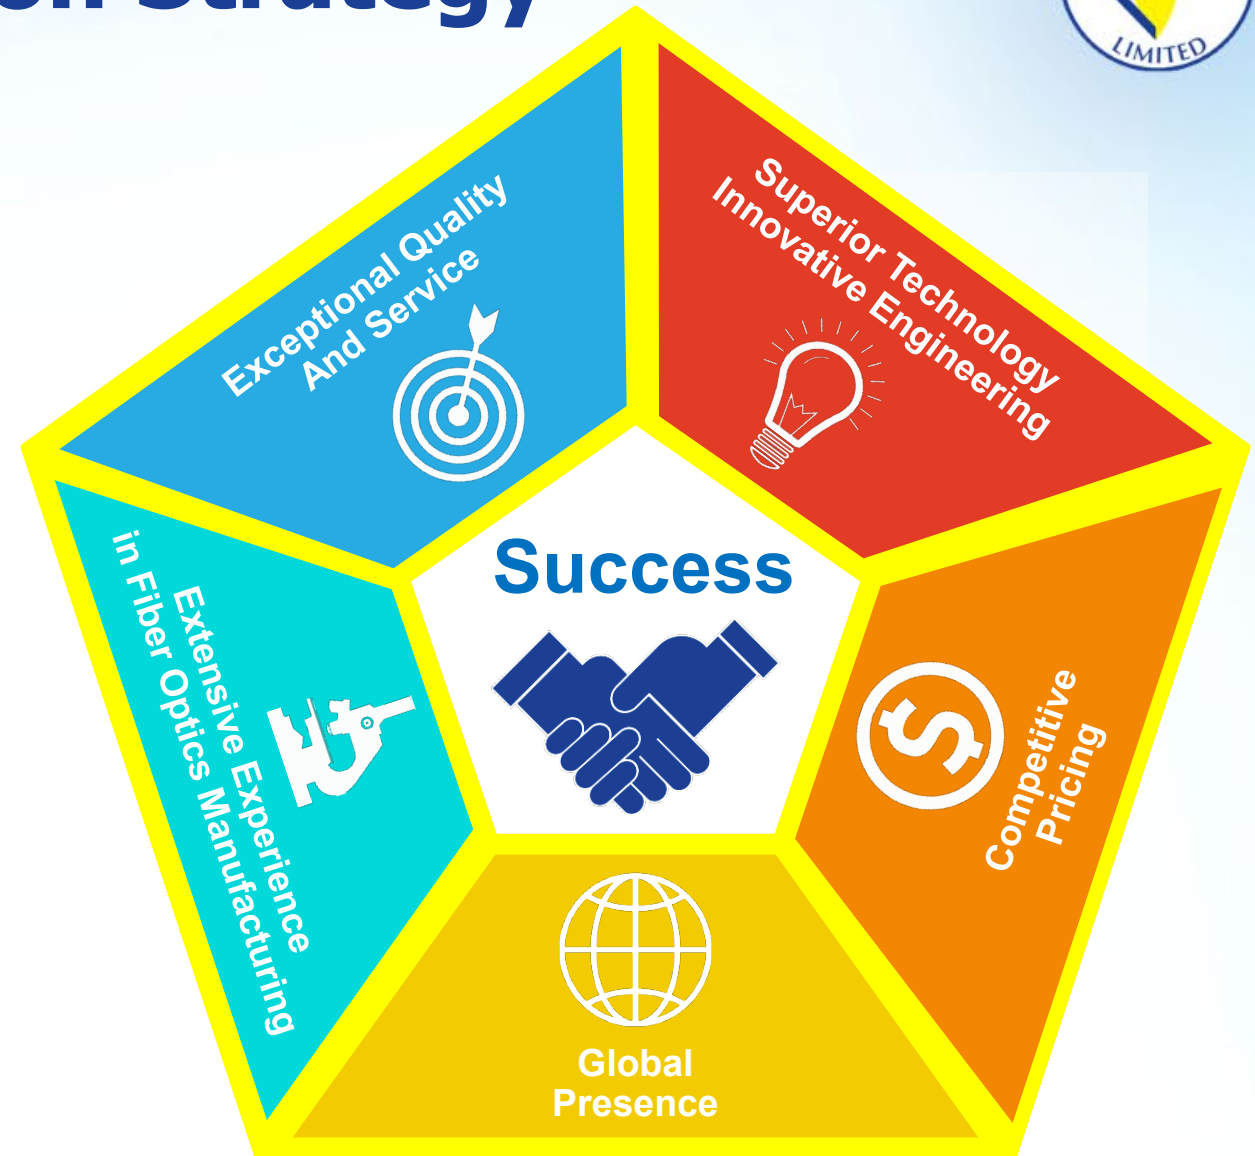 Strategy
LIMITED
Exceptional Quality
And Service
Superior Technology
Innovative Engineering
Success
Extensive Experience
in Fiber Optics Manufacturing
Competitive
Pricing
Global
Presence